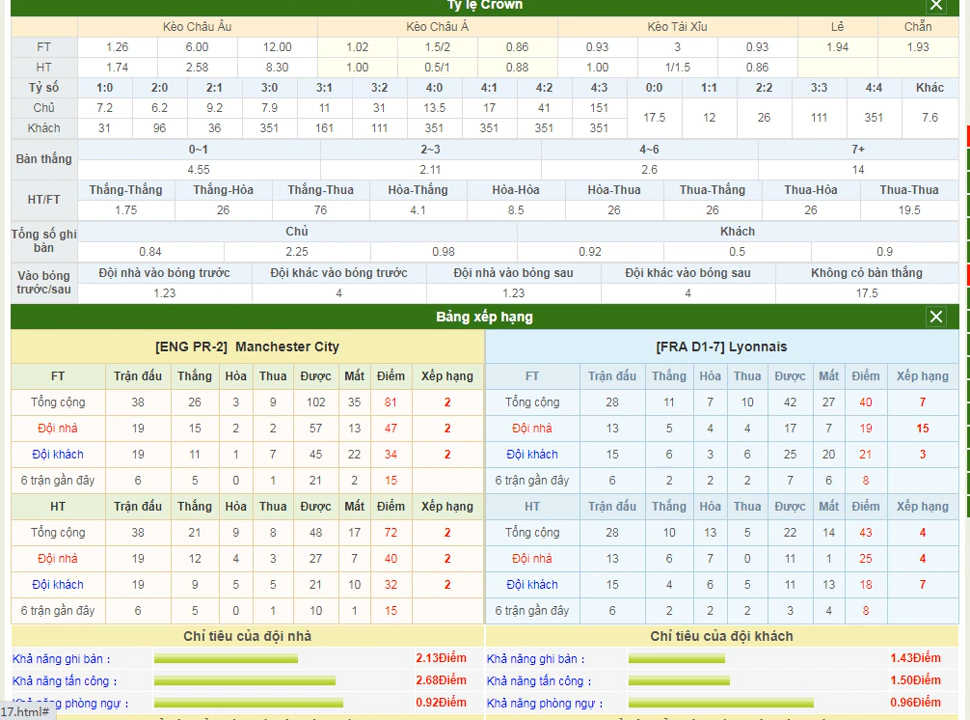 Tỷ lệ Crown
Kèo Châu Âu Kèo Châu Á Kèo Tài Xỉu Lẻ Chẵn
FT 1.26 6.00 12.00 1.02 1.5/2 0.86 0.93 3 0.93 1.94 1.93
HT 1.74 2.58 8.30 1.00 0.5/1 0.88 1.00 1/1.5 0.86
Tỷ số 1:0 2:0 2:1 3:0 3:1 3:2 4:0 4:1 4:2 4:3 0:0 1:1 2:2 3:3 4:4 Khác
Chủ 7.2 6.2 9.2 7.9 11 31 13.5 17 41 151 17.5 12 26 111 351 7.6
Khách 31 96 36 351 161 111 351 351 351 351
Bàn thắng 0~1 2~3 4~6 7+
4.55 2.11 2.6 14
HT/FT Thắng-Thắng Thắng-Hòa Thắng-Thua Hòa-Thắng Hòa-Hòa Hòa-Thua Thua-Thắng Thua-Hòa Thua-Thua
1.75 26 76 4.1 8.5 26 26 26 19.5
Tổng số ghi bàn Chủ Khách
0.84 2.25 0.98 0.92 0.5 0.9
Vào bóng trước/sau Đội nhà vào bóng trước Đội khác vào bóng trước Đội nhà vào bóng sau Đội khác vào bóng sau Không có bàn thắng
1.23 4 1.23 4 17.5
Bảng xếp hạng
[ENG PR-2] Manchester City [FRA D1-7] Lyonnais
FT Trận đấu Thắng Hòa Thua Được Mất Điểm Xếp hạng FT Trận đấu Thắng Hòa Thua Được Mất Điểm Xếp hạng
Tổng cộng 38 26 3 9 102 35 81 2 Tổng cộng 28 11 7 10 42 27 40 7
Đội nhà 19 15 2 2 57 13 47 2 Đội nhà 13 5 4 4 17 7 19 15
Đội khách 19 11 1 7 45 22 34 2 Đội khách 15 6 3 6 25 20 21 3
6 trận gần đây 6 5 0 1 21 2 15 6 trận gần đây 6 2 2 2 7 6 8
HT Trận đấu Thắng Hòa Thua Được Mất Điểm Xếp hạng HT Trận đấu Thắng Hòa Thua Được Mất Điểm Xếp hạng
Tổng cộng 38 21 9 8 48 17 72 2 Tổng cộng 28 10 13 5 22 14 43 4
Đội nhà 19 12 4 3 27 7 40 2 Đội nhà 13 6 7 0 11 1 25 4
Đội khách 19 9 5 5 21 10 32 2 Đội khách 15 4 6 5 11 13 18 7
6 trận gần đây 6 5 0 1 10 1 15 6 trận gần đây 6 2 2 2 3 4 8
Chỉ tiêu của đội nhà Chỉ tiêu của đội khách
Khả năng ghi bàn : 2.13Điểm Khả năng ghi bàn : 1.43Điểm
Khả năng tấn công : 2.68Điểm Khả năng tấn công : 1.50Điểm
phòng ngự : 0.92Điểm Khả năng phòng ngự : 0.96Điểm
17.html#